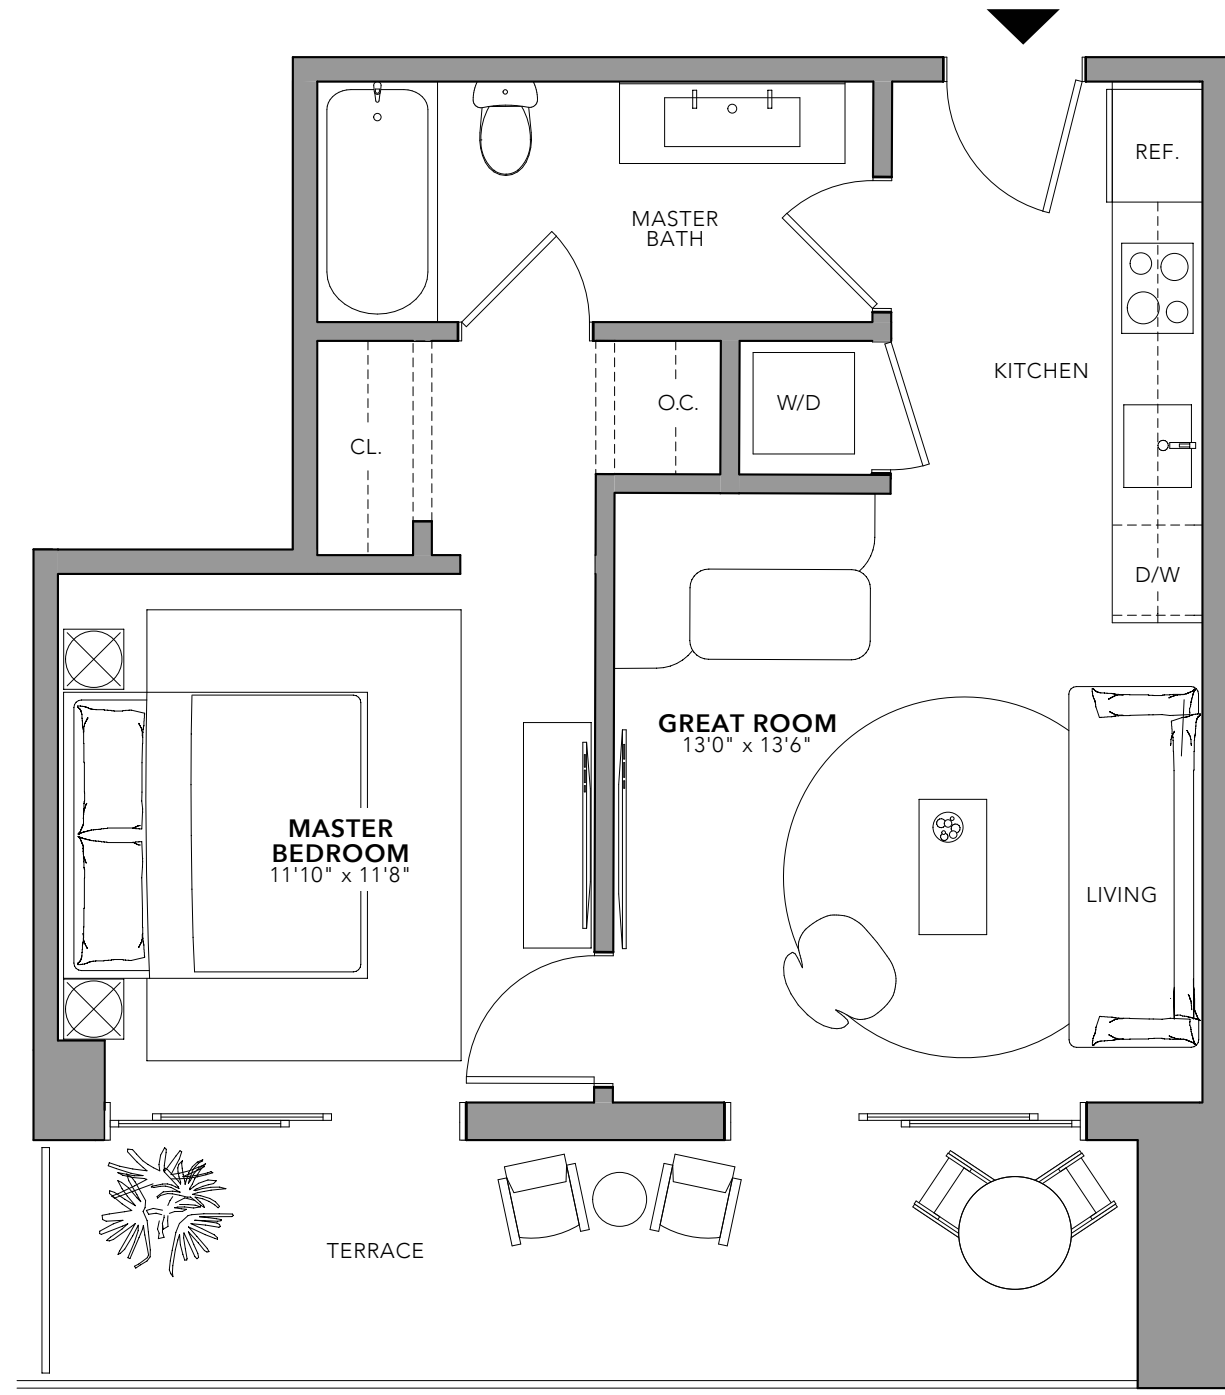 REF.
MASTER
BATH
KITCHEN
O.C.
W/D
CL.
D/W
GREAT ROOM
13'0" x 13'6"
MASTER
BEDROOM
11'10" x 11'8"
LIVING
TERRACE